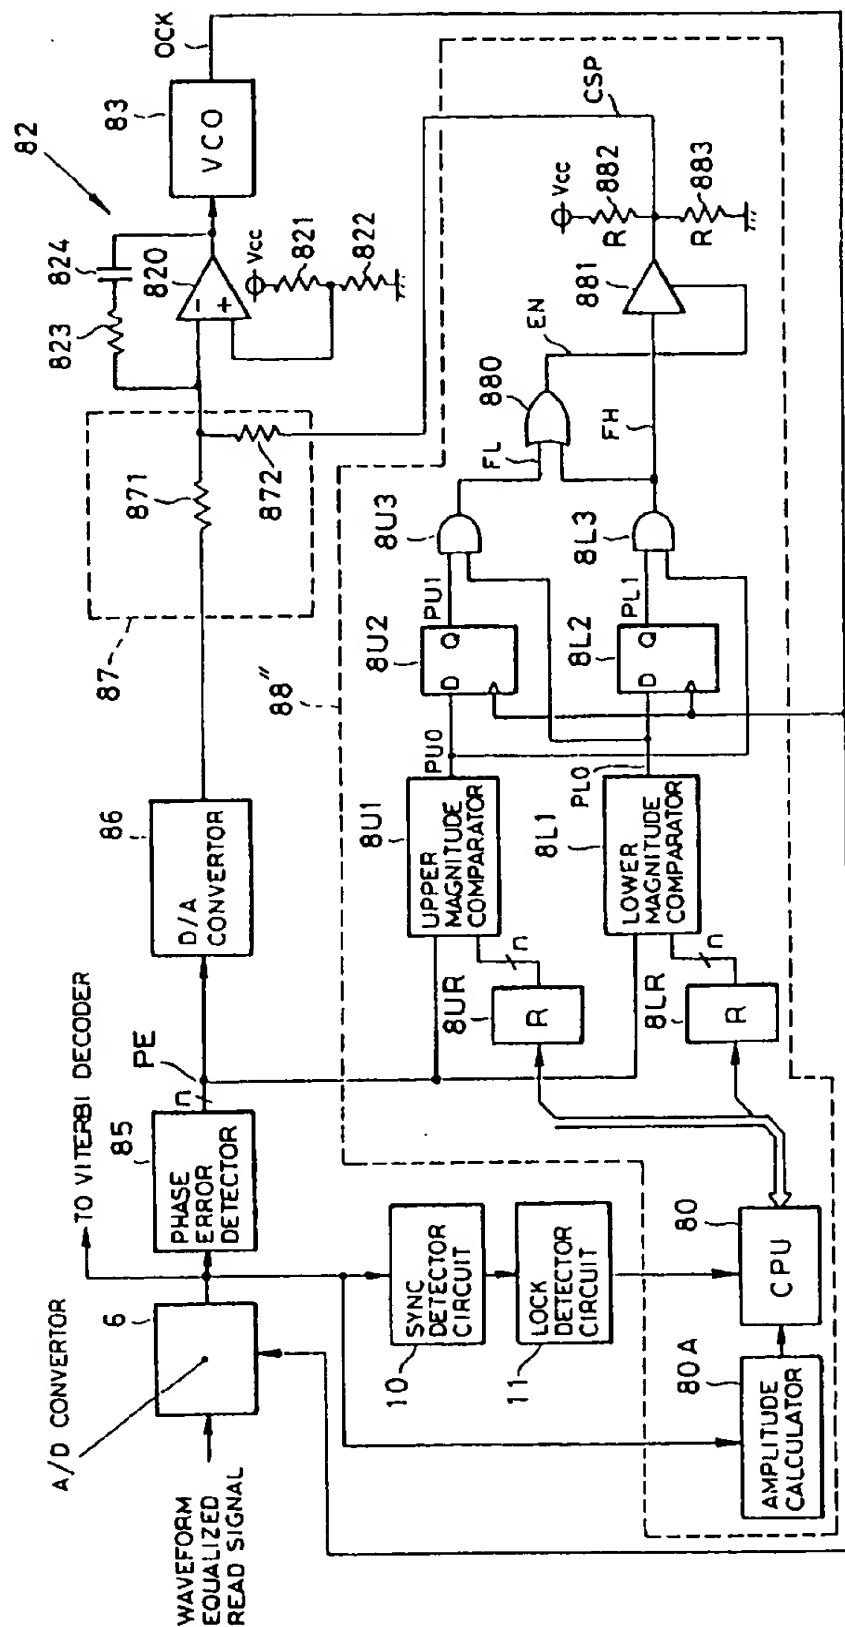 WAVEFORM
EQUALIZED
READ SIGNAL
A/D CONVERTOR
6
TO VITERBI DECODER
85
PHASE
ERROR
DETECTOR
n
PE
86
D/A
CONVERTOR
87
871
872
823
824
820
-
+
Vcc
821
822
82
83
VCO
OCK
10
SYNC
DETECTOR
CIRCUIT
11
LOCK
DETECTOR
CIRCUIT
80A
AMPLITUDE
CALCULATOR
80
CPU
88"
8UR
R
n
8LR
R
n
8U1
UPPER
MAGNITUDE
COMPARATOR
8L1
LOWER
MAGNITUDE
COMPARATOR
PU0
PL0
8U2
D
Q
8L2
D
Q
PU1
PL1
8U3
8L3
FL
FH
880
EN
881
Vcc
R
882
R
883
CSP